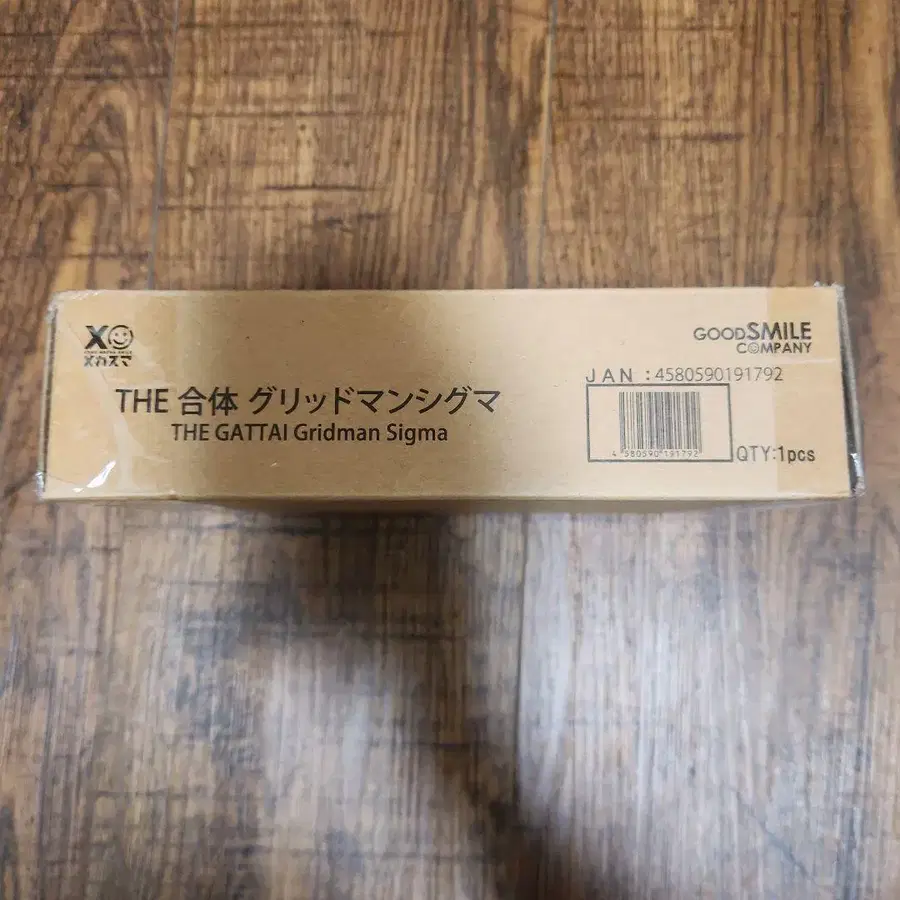 メカスマ
THE 合体 グリッドマンシグマ
THE GATTAI Gridman Sigma
GOODSMILE
COMPANY
JAN :4580590191792
4 580590 191792
QTY:1pcs